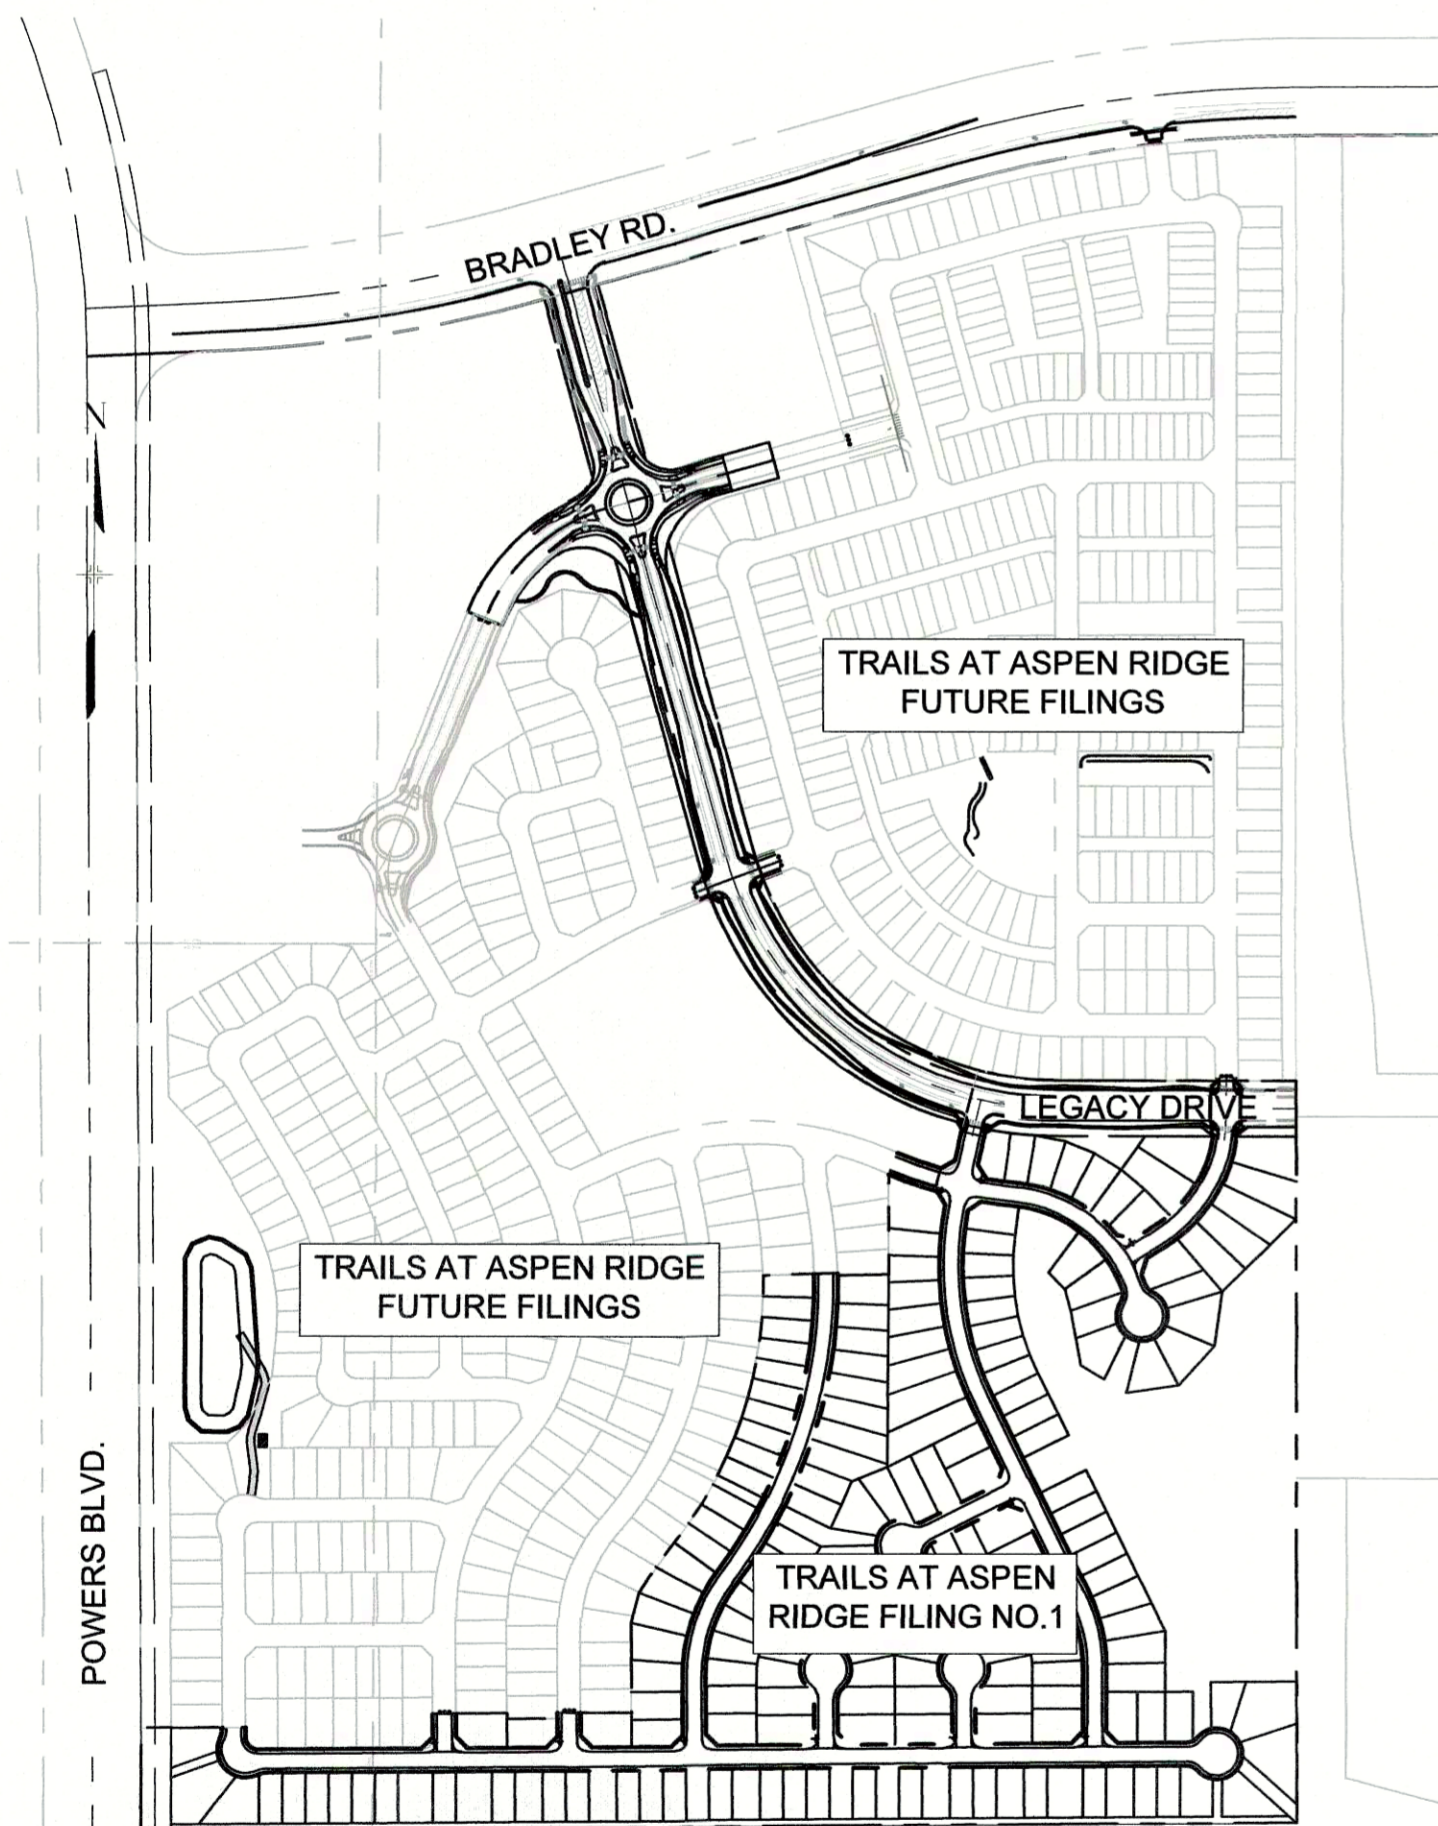 BRADLEY RD.
TRAILS AT ASPEN RIDGE
FUTURE FILINGS
LEGACY DRIVE
TRAILS AT ASPEN RIDGE
FUTURE FILINGS
POWERS BLVD.
TRAILS AT ASPEN
RIDGE FILING NO.1